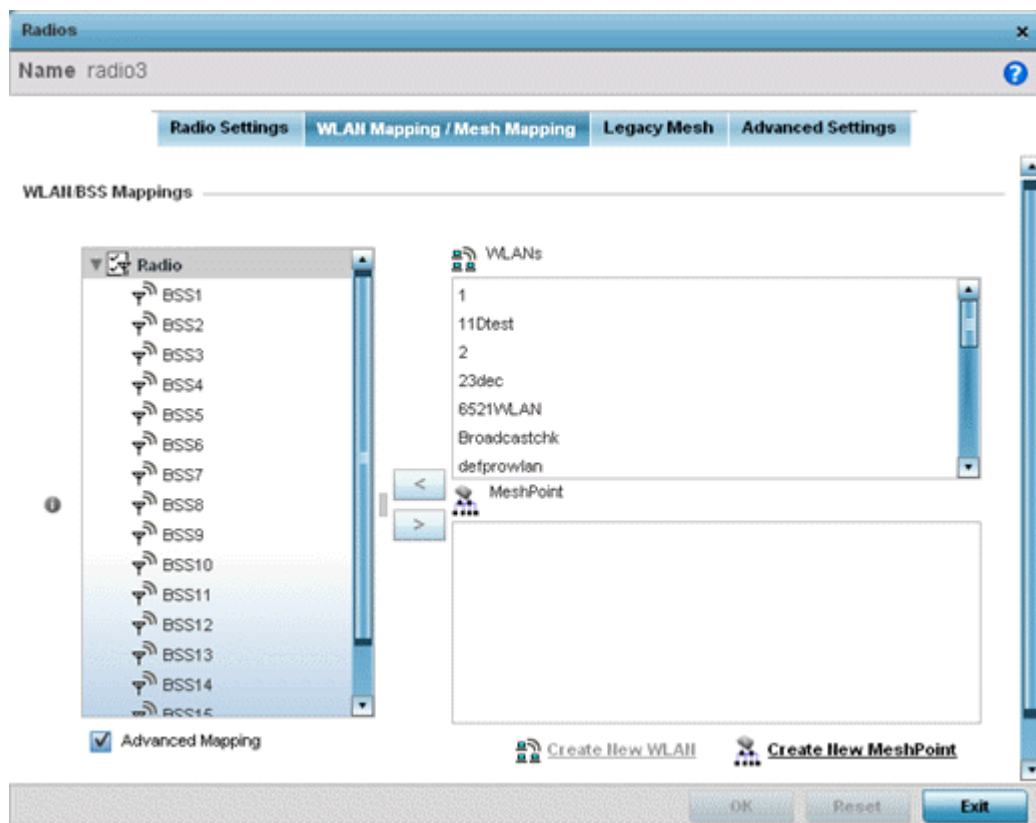 Radios
Name radio3
Radio Settings WLAN Mapping / Mesh Mapping Legacy Mesh Advanced Settings
WLAN/BSS Mappings
Radio
BSS1
BSS2
BSS3
BSS4
BSS5
BSS6
BSS7
BSS8
BSS9
BSS10
BSS11
BSS12
BSS13
BSS14
BSS15
Advanced Mapping
<
>
WLANs
1
11Dtest
2
23dec
6521WLAN
Broadcastchk
defprowlan
MeshPoint
Create New WLAN Create New MeshPoint
OK Reset Exit